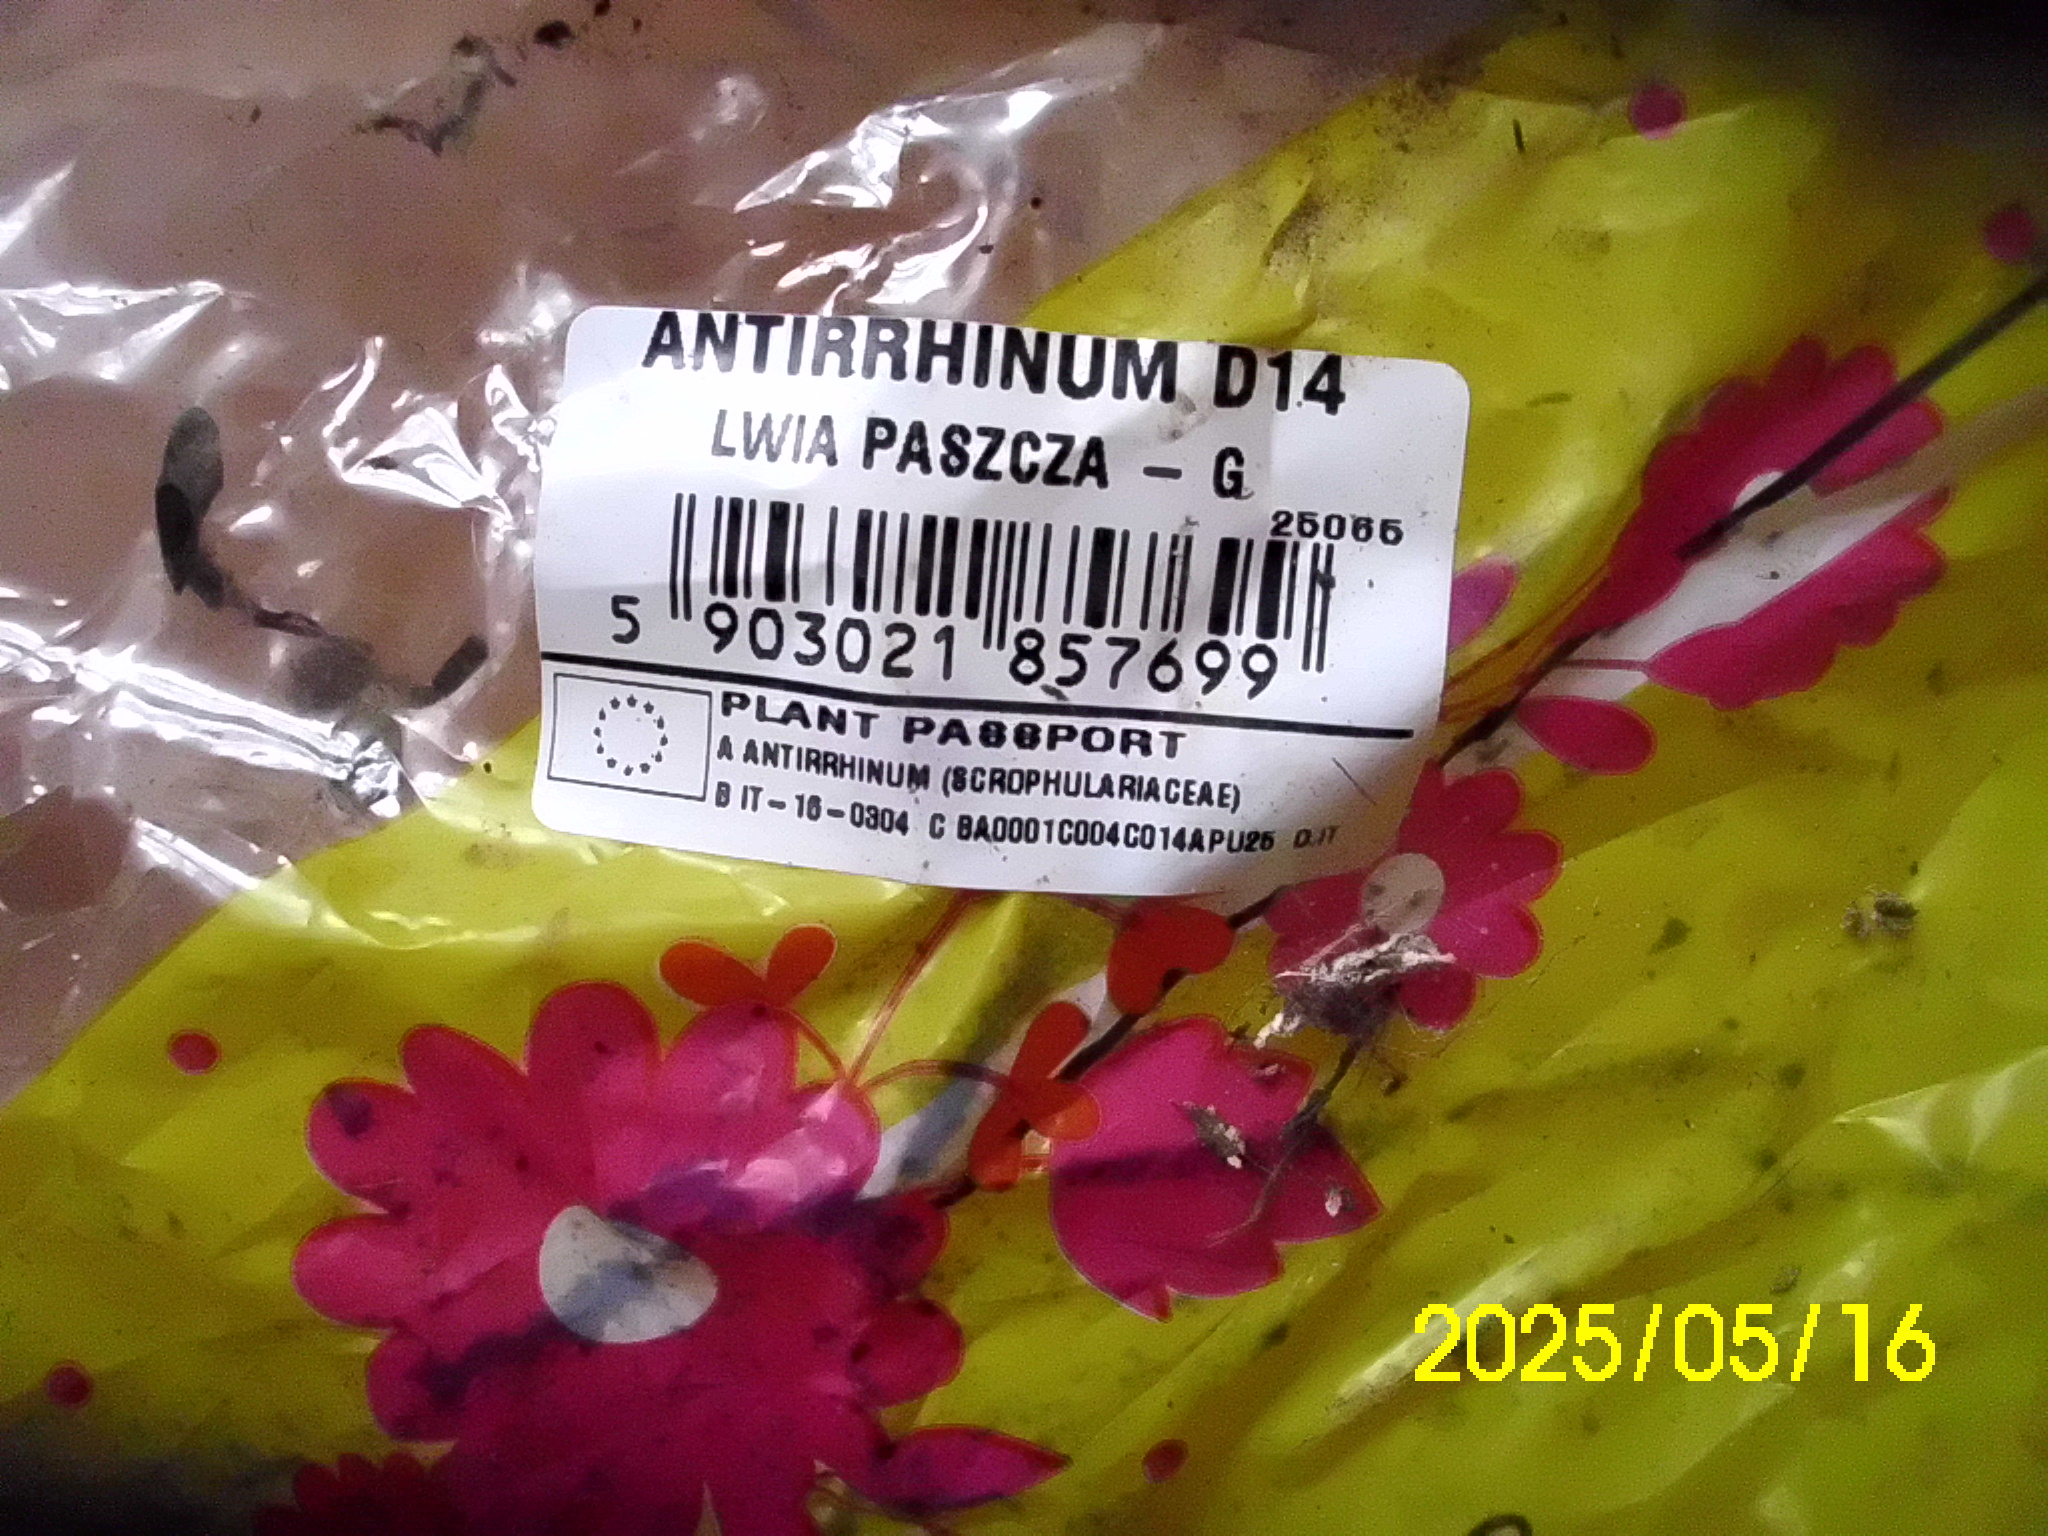 ANTIRRHINUM D14
LWIA PASZCZA – G
25065
5 903021 857699
PLANT PASSPORT
A ANTIRRHINUM (SCROPHULARIACEAE)
B IT-16-0304 C BA0001C004C014APU25 D.IT
2025/05/16